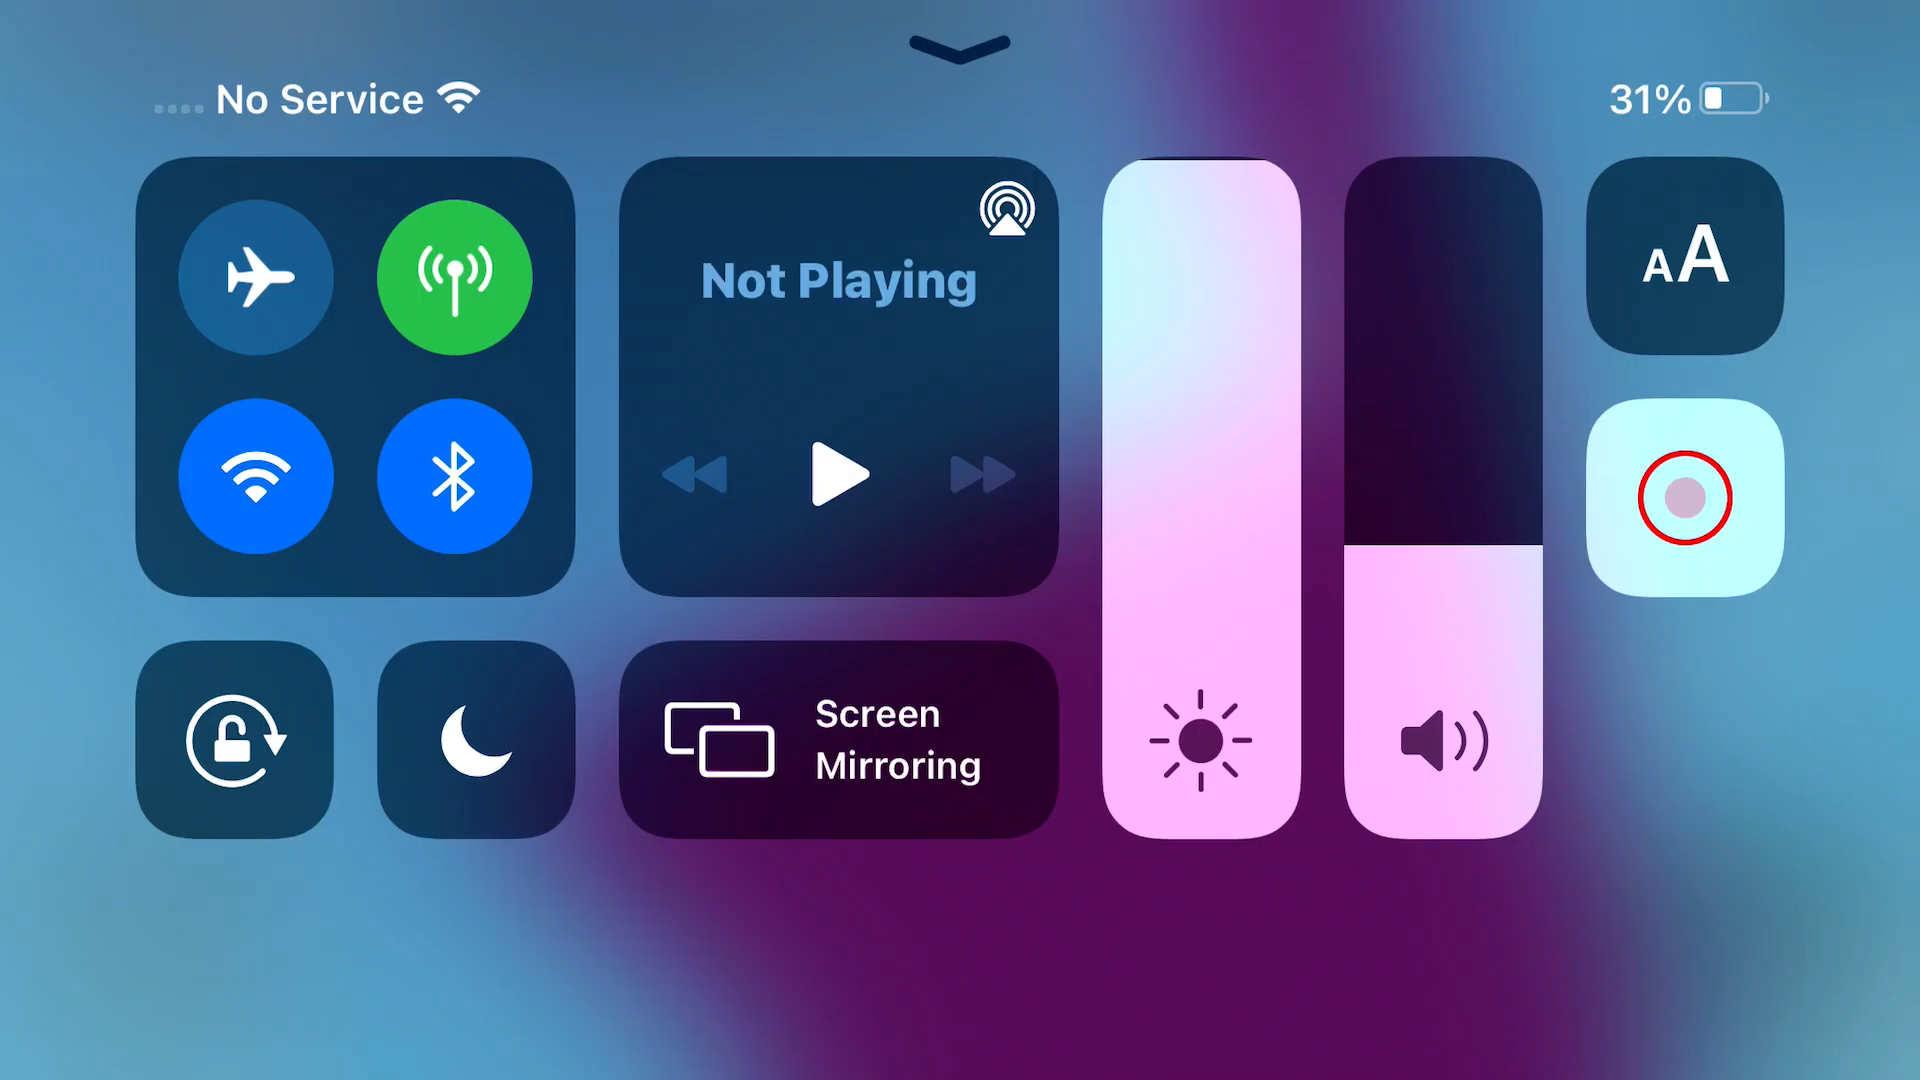 No Service
31%
Not Playing
AA
Screen
Mirroring